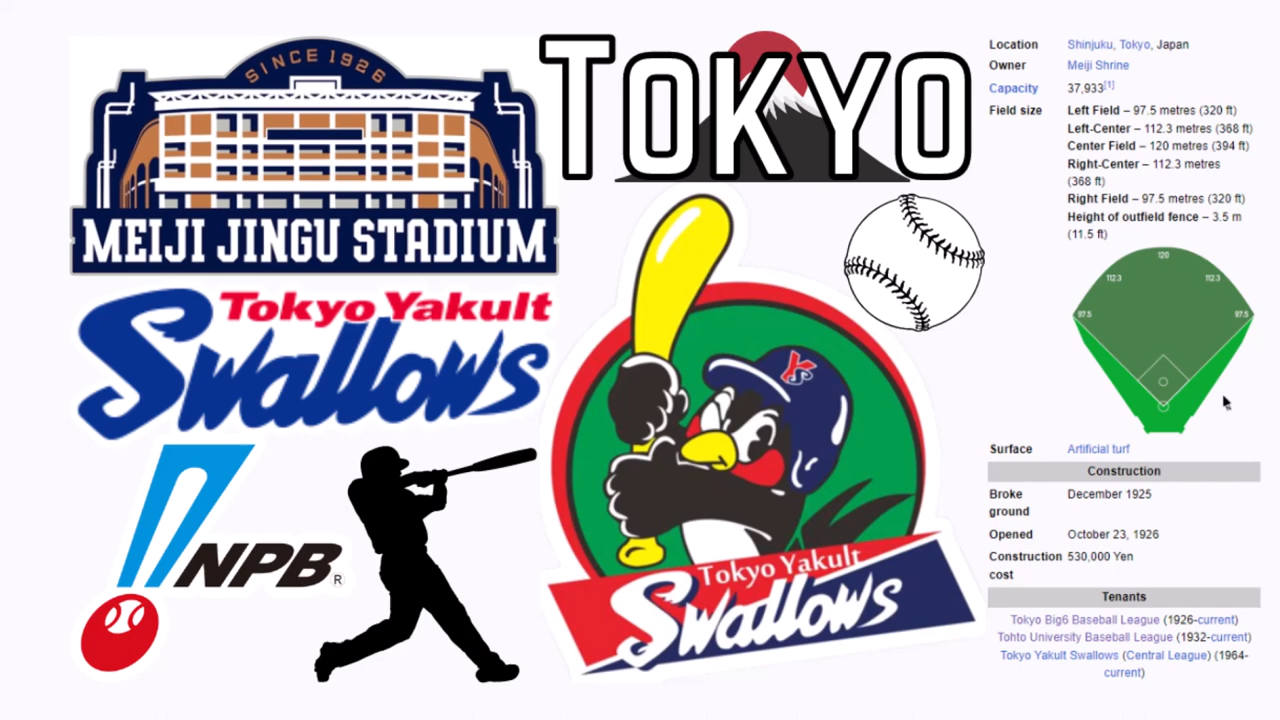 SINCE 1926
MEIJI JINGU STADIUM
TOKYO
Tokyo Yakult
Swallows
NPB®
YS
Tokyo Yakult
Swallows
Location Shinjuku, Tokyo, Japan
Owner Meiji Shrine
Capacity 37,933[1]
Field size Left Field – 97.5 metres (320 ft)
Left-Center – 112.3 metres (368 ft)
Center Field – 120 metres (394 ft)
Right-Center – 112.3 metres
(368 ft)
Right Field – 97.5 metres (320 ft)
Height of outfield fence – 3.5 m
(11.5 ft)
120
112.3 112.3
97.5 97.5
Surface Artificial turf
Construction
Broke December 1925
ground
Opened October 23, 1926
Construction 530,000 Yen
cost
Tenants
Tokyo Big6 Baseball League (1926-current)
Tohto University Baseball League (1932-current)
Tokyo Yakult Swallows (Central League) (1964-
current)